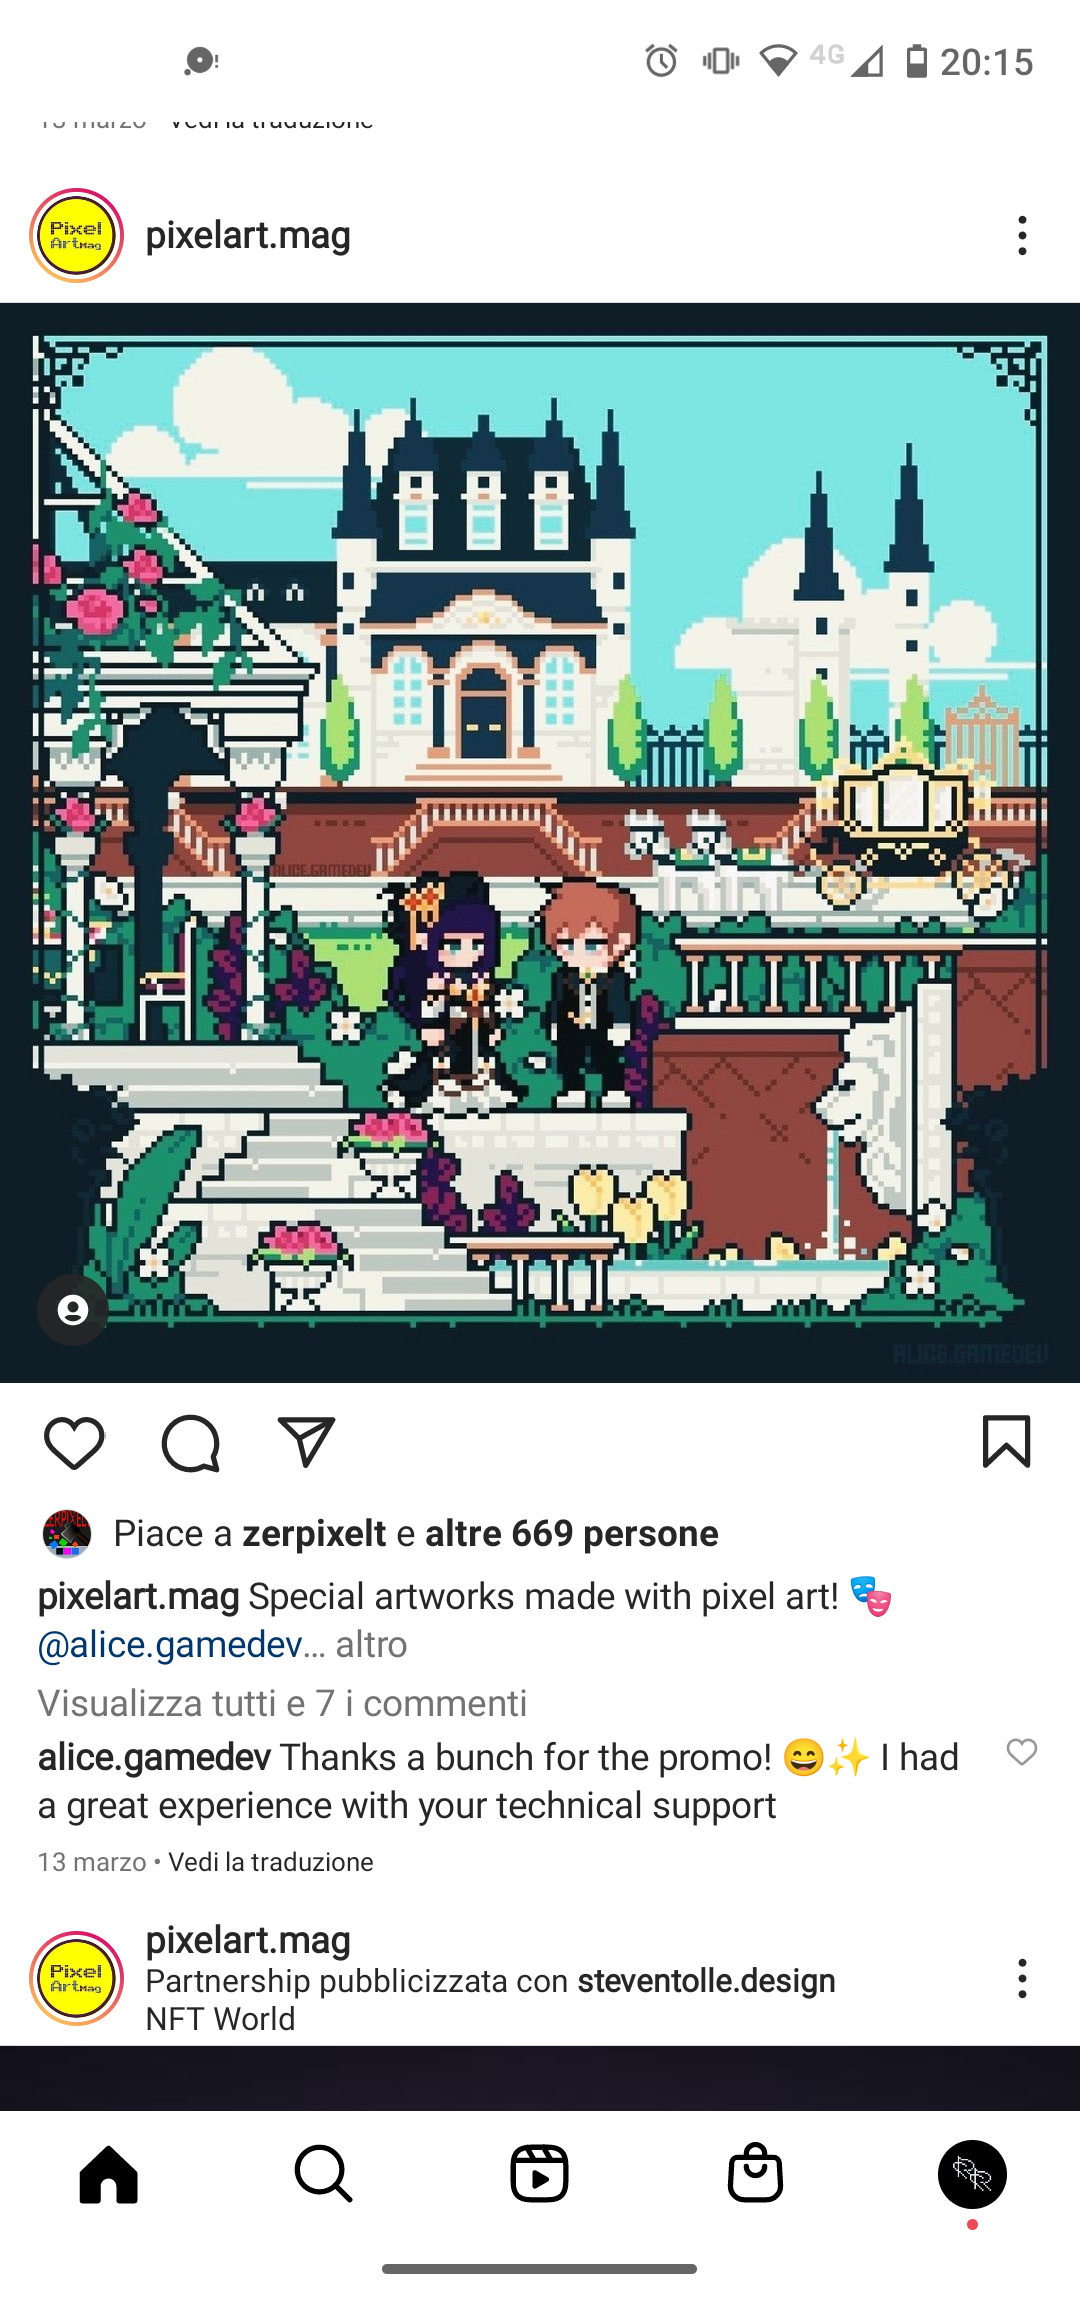 4G 20:15
13 marzo Vedi la traduzione
Pixel
ArtMag
pixelart.mag
ALICE.GAMEDEV
ALICE.GAMEDEV
Piace a zerpixelt e altre 669 persone
pixelart.mag Special artworks made with pixel art! 🎭
@alice.gamedev... altro
Visualizza tutti e 7 i commenti
alice.gamedev Thanks a bunch for the promo! 😄✨ I had
a great experience with your technical support
13 marzo • Vedi la traduzione
Pixel
ArtMag
pixelart.mag
Partnership pubblicizzata con steventolle.design
NFT World